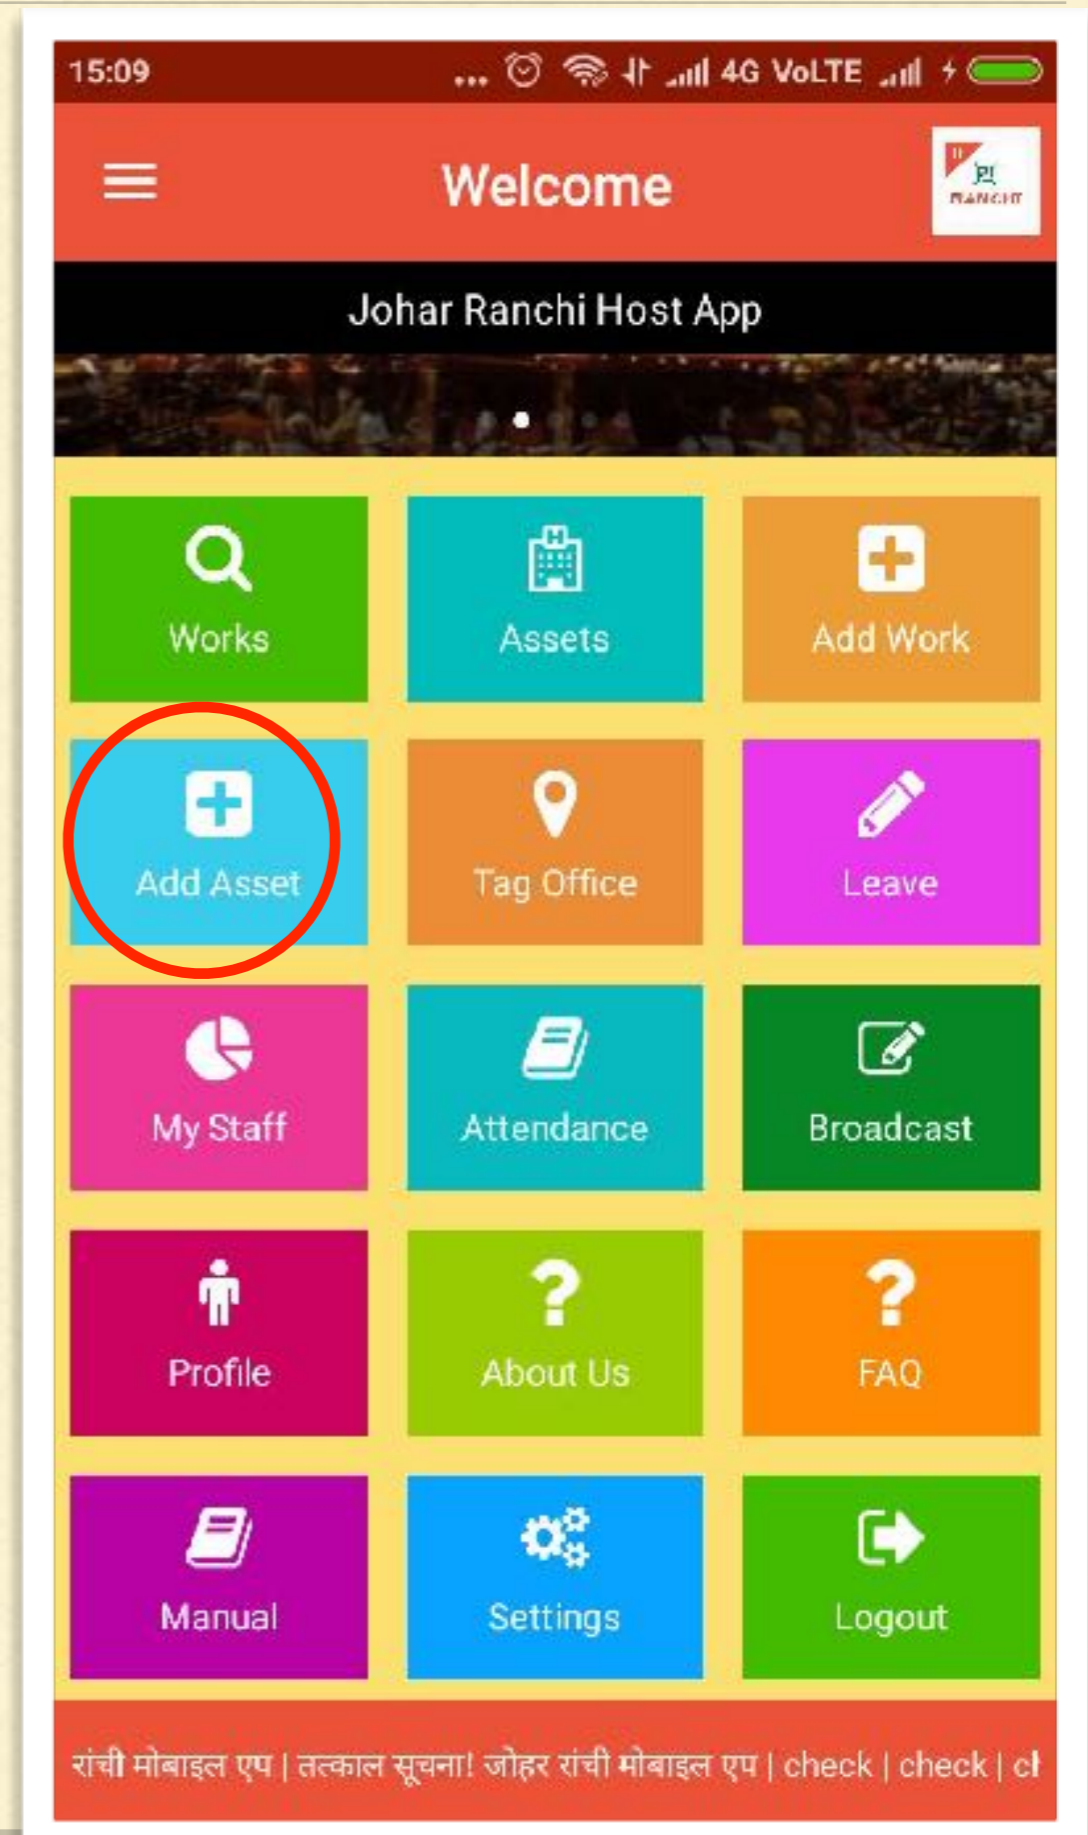 15:09 ... 4G VoLTE
Welcome
RANCHI
Johar Ranchi Host App
Works Assets Add Work
Add Asset Tag Office Leave
My Staff Attendance Broadcast
Profile About Us FAQ
Manual Settings Logout
रांची मोबाइल एप | तत्काल सूचना! जोहर रांची मोबाइल एप | check | check |